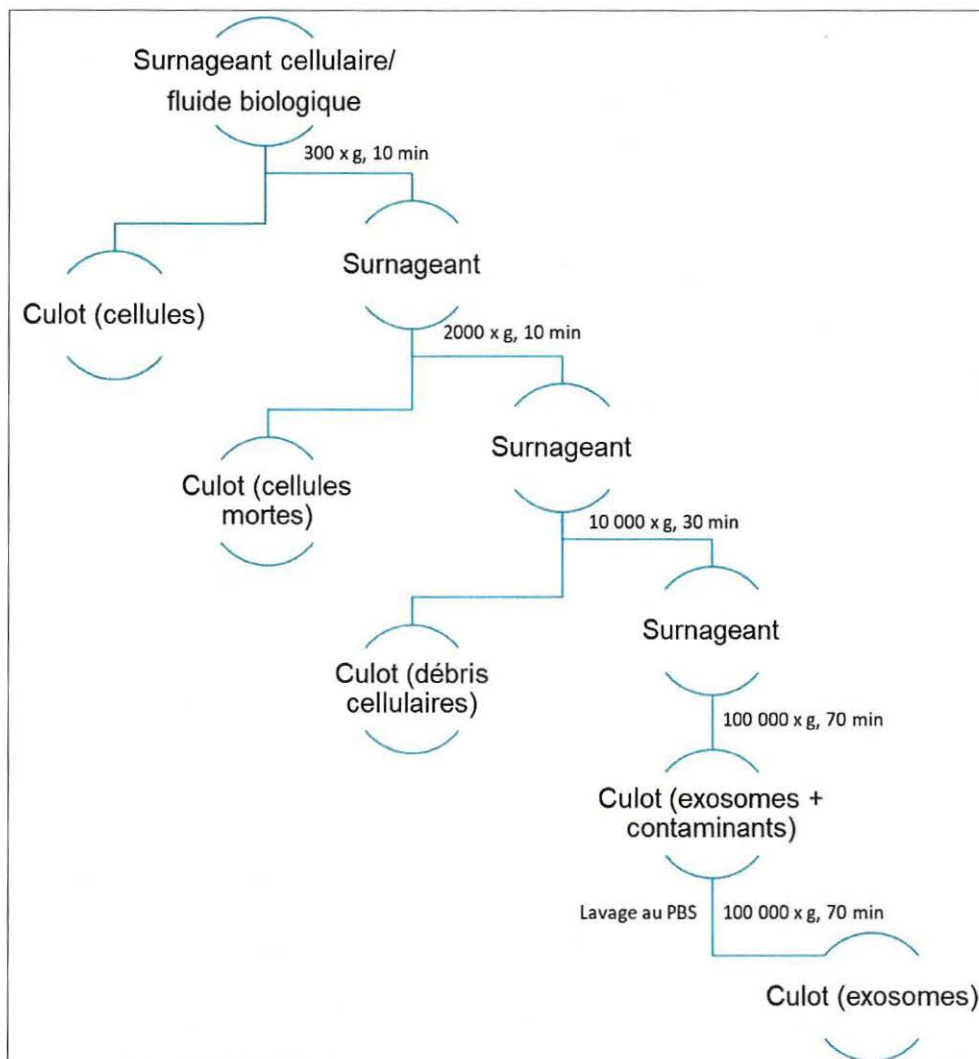 Surnageant cellulaire/
fluide biologique
300 x g, 10 min
Surnageant
Culot (cellules)
2000 x g, 10 min
Surnageant
Culot (cellules
mortes)
10 000 x g, 30 min
Surnageant
Culot (débris
cellulaires)
100 000 x g, 70 min
Culot (exosomes +
contaminants)
Lavage au PBS
100 000 x g, 70 min
Culot (exosomes)